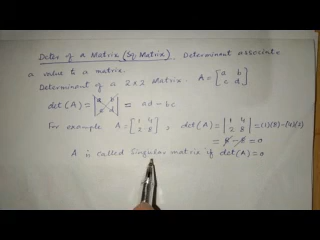 Deter of a Matrix (Sq. Matrix) Determinant associate
a value to a matrix.
Determinant of a 2x2 Matrix. A = [a b; c d]
det(A) = |a b; c d| = ad - bc
For example A = [1 4; 2 8], det(A) = |1 4; 2 8| = (1)(8)-(4)(2)
= 8 - 8 = 0
A is called Singular matrix if det(A) = 0